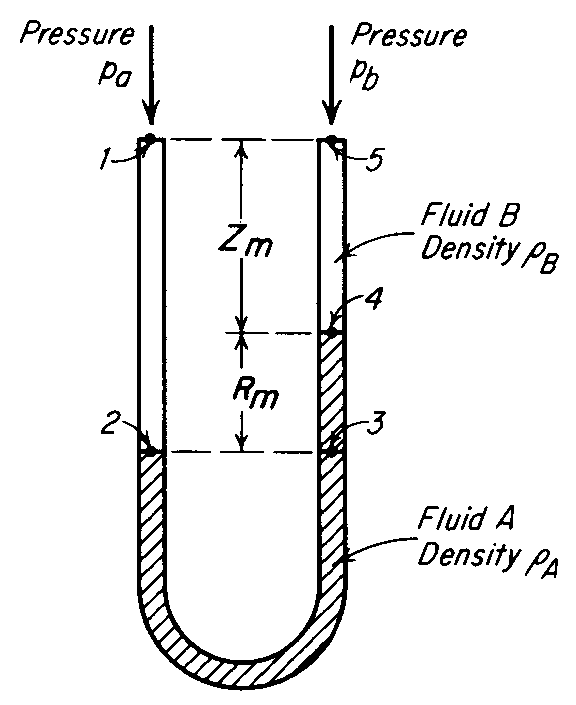 Pressure
pa
Pressure
pb
1
5
Zm
Fluid B
Density ρB
4
Rm
2
3
Fluid A
Density ρA